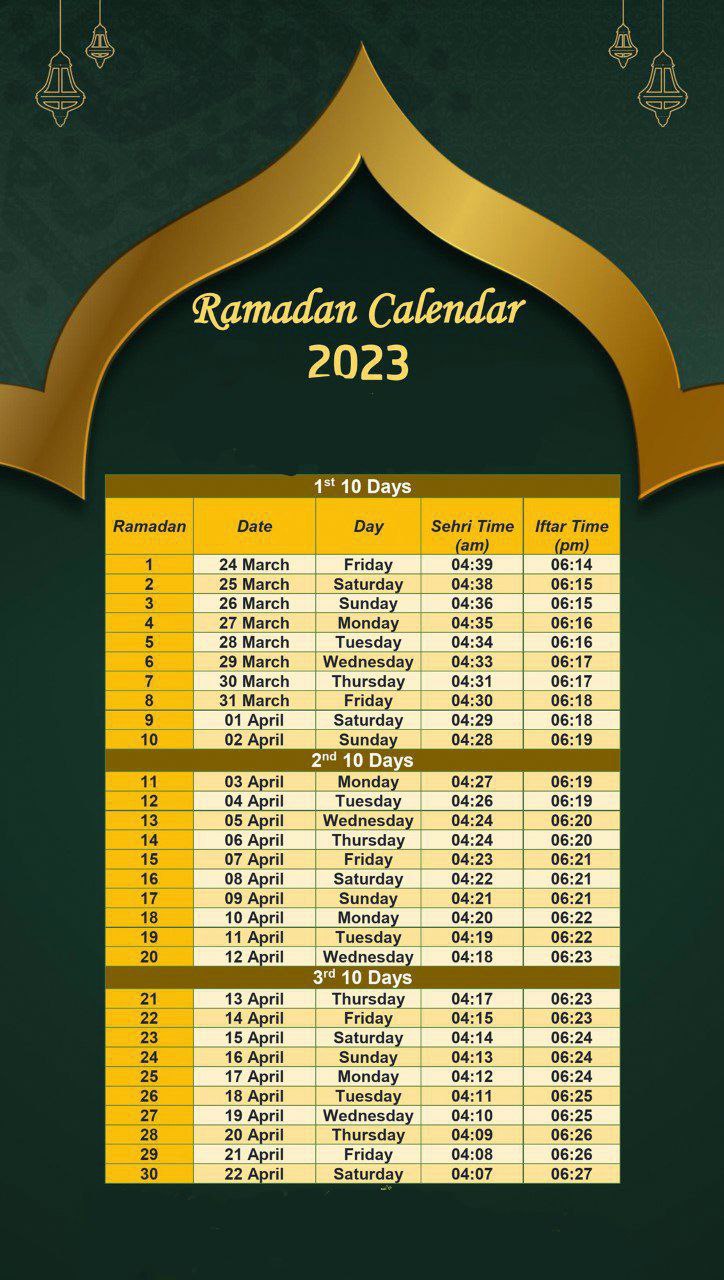 Ramadan Calendar
2023
1st 10 Days
Ramadan Date Day Sehri Time (am) Iftar Time (pm)
1 24 March Friday 04:39 06:14
2 25 March Saturday 04:38 06:15
3 26 March Sunday 04:36 06:15
4 27 March Monday 04:35 06:16
5 28 March Tuesday 04:34 06:16
6 29 March Wednesday 04:33 06:17
7 30 March Thursday 04:31 06:17
8 31 March Friday 04:30 06:18
9 01 April Saturday 04:29 06:18
10 02 April Sunday 04:28 06:19
2nd 10 Days
11 03 April Monday 04:27 06:19
12 04 April Tuesday 04:26 06:19
13 05 April Wednesday 04:24 06:20
14 06 April Thursday 04:24 06:20
15 07 April Friday 04:23 06:21
16 08 April Saturday 04:22 06:21
17 09 April Sunday 04:21 06:21
18 10 April Monday 04:20 06:22
19 11 April Tuesday 04:19 06:22
20 12 April Wednesday 04:18 06:23
3rd 10 Days
21 13 April Thursday 04:17 06:23
22 14 April Friday 04:15 06:23
23 15 April Saturday 04:14 06:24
24 16 April Sunday 04:13 06:24
25 17 April Monday 04:12 06:24
26 18 April Tuesday 04:11 06:25
27 19 April Wednesday 04:10 06:25
28 20 April Thursday 04:09 06:26
29 21 April Friday 04:08 06:26
30 22 April Saturday 04:07 06:27